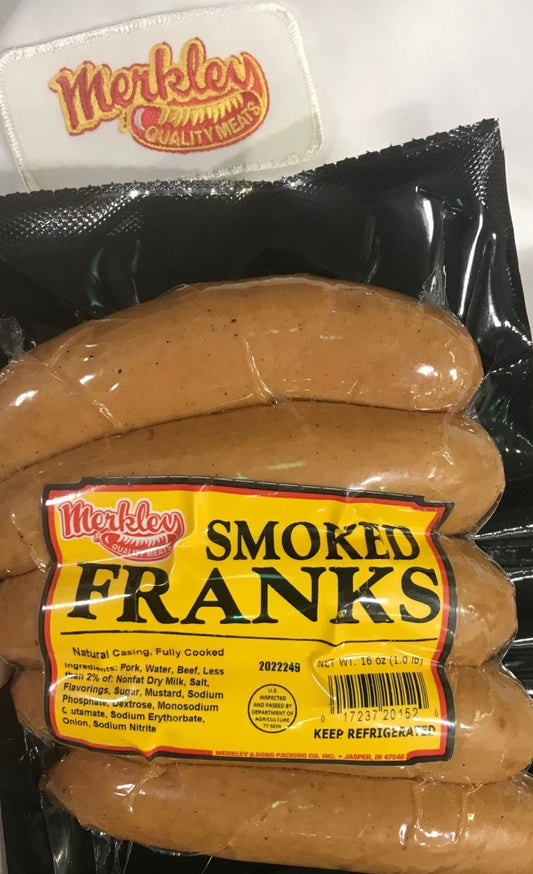 Merkley
QUALITY MEATS
Merkley
QUALITY MEATS
SMOKED
FRANKS
Natural Casing, Fully Cooked
Ingredients: Pork, Water, Beef, Less
than 2% of: Nonfat Dry Milk, Salt,
Flavorings, Sugar, Mustard, Sodium
Phosphate, Dextrose, Monosodium
G utamate, Sodium Erythorbate,
Onion, Sodium Nitrite
2022249
U.S.
INSPECTED
AND PASSED BY
DEPARTMENT OF
AGRICULTURE
NET WT. 16 oz (1.0 lb)
0 17237 20152 0
KEEP REFRIGERATED
MERKLEY & SONS PACKING CO. INC. • JASPER, IN 47546